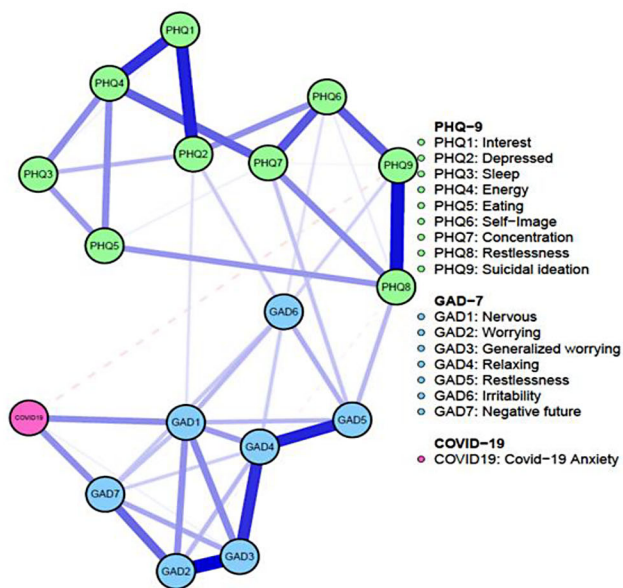 PHQ1
PHQ4
PHQ6
PHQ2
PHQ7
PHQ9
PHQ3
PHQ5
PHQ8
GAD6
COVID19
GAD1
GAD5
GAD4
GAD7
GAD3
GAD2
PHQ-9
PHQ1: Interest
PHQ2: Depressed
PHQ3: Sleep
PHQ4: Energy
PHQ5: Eating
PHQ6: Self-Image
PHQ7: Concentration
PHQ8: Restlessness
PHQ9: Suicidal ideation
GAD-7
GAD1: Nervous
GAD2: Worrying
GAD3: Generalized worrying
GAD4: Relaxing
GAD5: Restlessness
GAD6: Irritability
GAD7: Negative future
COVID-19
COVID19: Covid-19 Anxiety